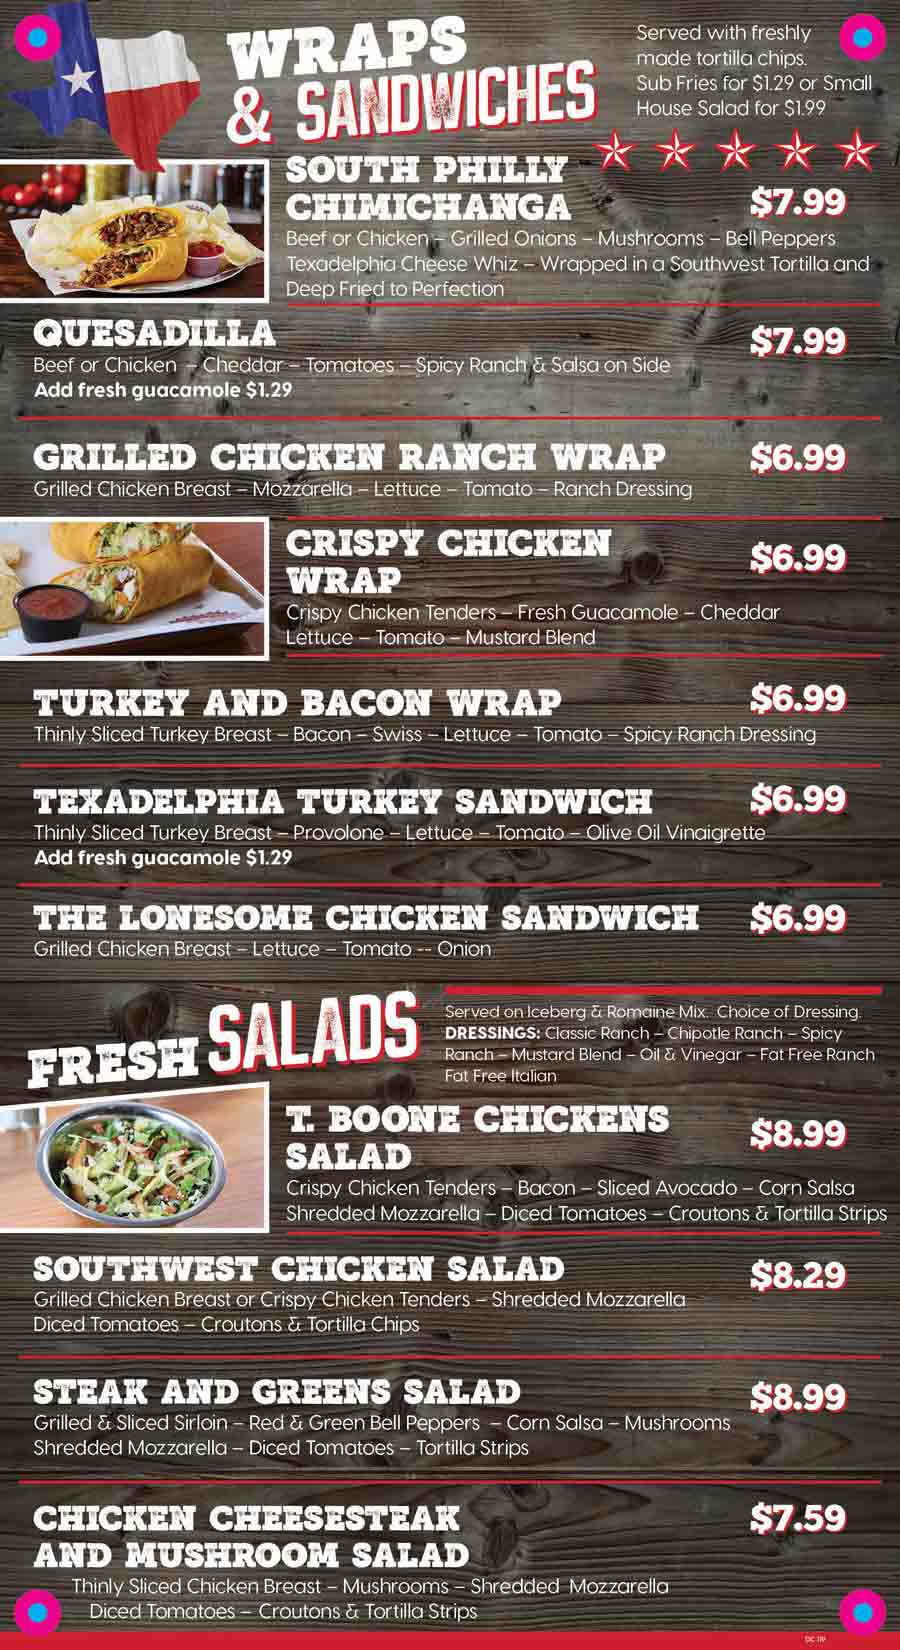 WRAPS
& SANDWICHES
Served with freshly
made tortilla chips.
Sub Fries for $1.29 or Small
House Salad for $1.99
SOUTH PHILLY
CHIMICHANGA
$7.99
Beef or Chicken – Grilled Onions – Mushrooms – Bell Peppers
Texadelphia Cheese Whiz – Wrapped in a Southwest Tortilla and
Deep Fried to Perfection
QUESADILLA
$7.99
Beef or Chicken – Cheddar – Tomatoes – Spicy Ranch & Salsa on Side
Add fresh guacamole $1.29
GRILLED CHICKEN RANCH WRAP
$6.99
Grilled Chicken Breast – Mozzarella – Lettuce – Tomato – Ranch Dressing
CRISPY CHICKEN
WRAP
$6.99
Crispy Chicken Tenders – Fresh Guacamole – Cheddar
Lettuce – Tomato – Mustard Blend
TURKEY AND BACON WRAP
$6.99
Thinly Sliced Turkey Breast – Bacon – Swiss – Lettuce – Tomato – Spicy Ranch Dressing
TEXADELPHIA TURKEY SANDWICH
$6.99
Thinly Sliced Turkey Breast – Provolone – Lettuce – Tomato – Olive Oil Vinaigrette
Add fresh guacamole $1.29
THE LONESOME CHICKEN SANDWICH
$6.99
Grilled Chicken Breast – Lettuce – Tomato -- Onion
FRESH SALADS
Served on Iceberg & Romaine Mix. Choice of Dressing.
DRESSINGS: Classic Ranch – Chipotle Ranch – Spicy
Ranch – Mustard Blend – Oil & Vinegar – Fat Free Ranch
Fat Free Italian
T. BOONE CHICKENS
SALAD
$8.99
Crispy Chicken Tenders – Bacon – Sliced Avocado – Corn Salsa
Shredded Mozzarella – Diced Tomatoes – Croutons & Tortilla Strips
SOUTHWEST CHICKEN SALAD
$8.29
Grilled Chicken Breast or Crispy Chicken Tenders – Shredded Mozzarella
Diced Tomatoes – Croutons & Tortilla Chips
STEAK AND GREENS SALAD
$8.99
Grilled & Sliced Sirloin – Red & Green Bell Peppers – Corn Salsa – Mushrooms
Shredded Mozzarella – Diced Tomatoes – Tortilla Strips
CHICKEN CHEESESTEAK
AND MUSHROOM SALAD
$7.59
Thinly Sliced Chicken Breast – Mushrooms – Shredded Mozzarella
Diced Tomatoes – Croutons & Tortilla Strips